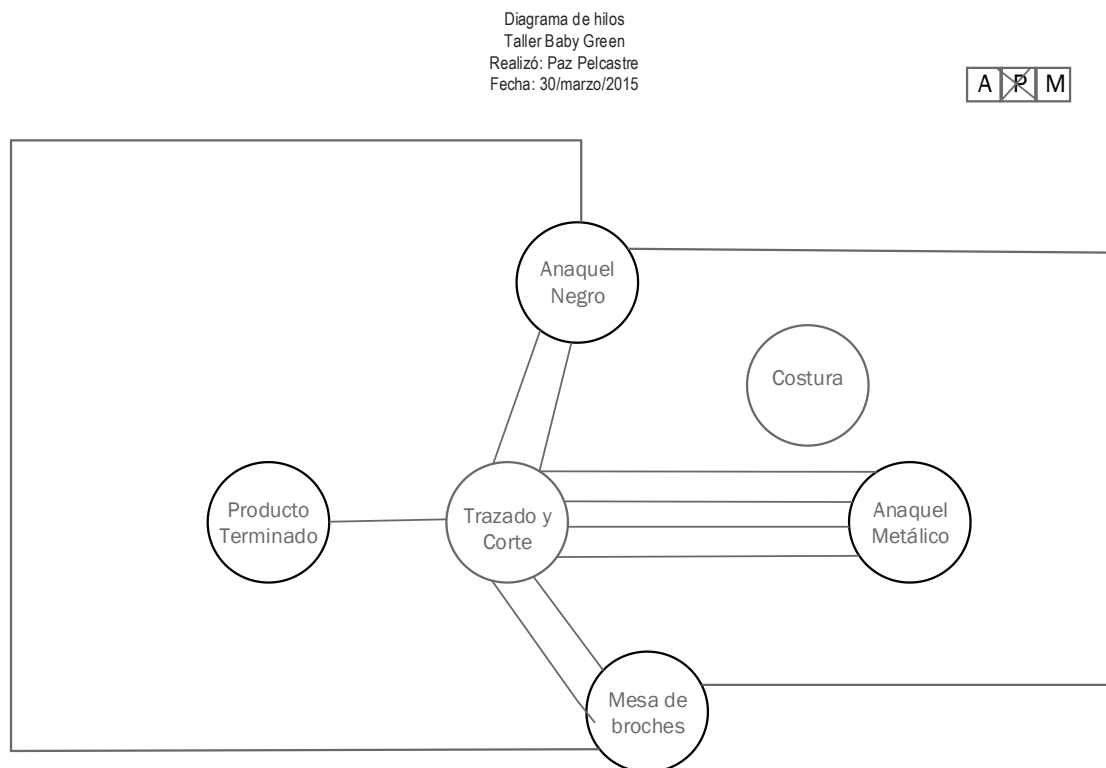 Diagrama de hilos
Taller Baby Green
Realizó: Paz Pelcastre
Fecha: 30/marzo/2015
A P M
Anaquel
Negro
Costura
Producto
Terminado
Trazado y
Corte
Anaquel
Metálico
Mesa de
broches